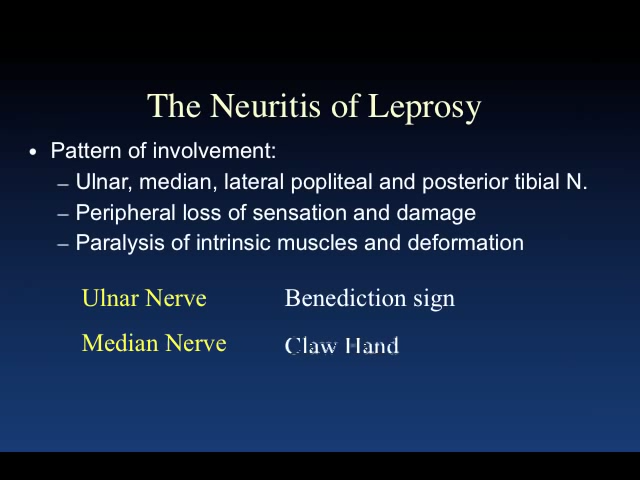 The Neuritis of Leprosy
• Pattern of involvement:
– Ulnar, median, lateral popliteal and posterior tibial N.
– Peripheral loss of sensation and damage
– Paralysis of intrinsic muscles and deformation
Ulnar Nerve Benediction sign
Median Nerve Claw Hand